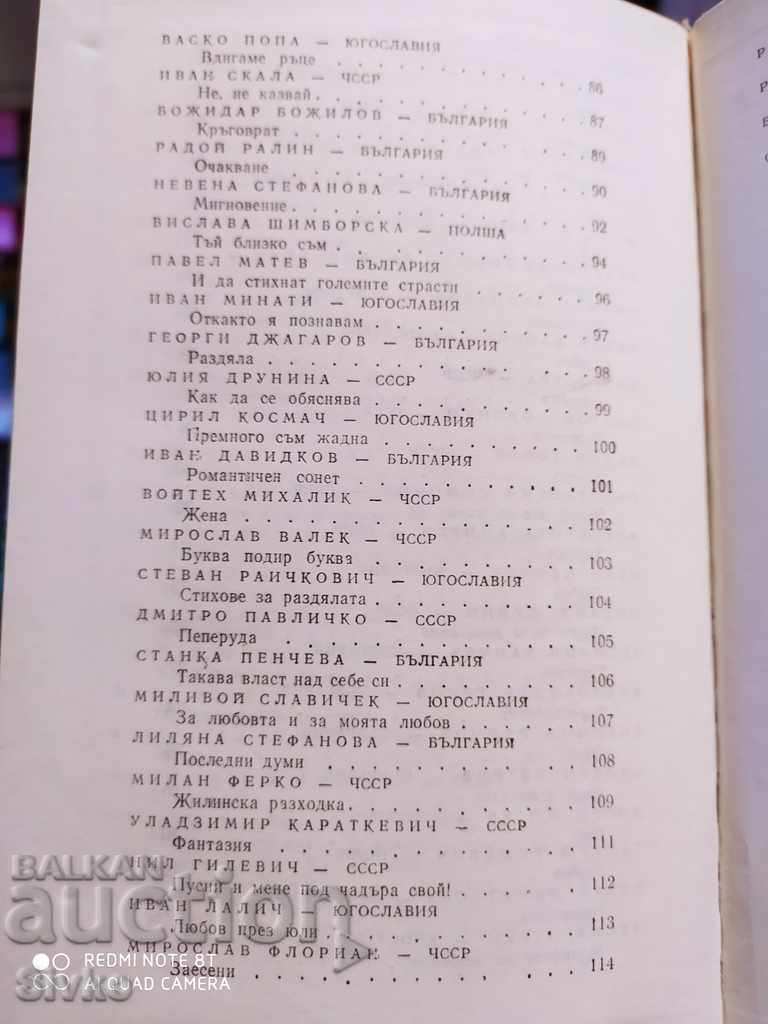 ВАСКО ПОПА — ЮГОСЛАВИЯ
Вдигаме ръце . . . . . . . . . . 86
ИВАН СКАЛА — ЧССР
Не, не казвай . . . . . . . . . . 87
БОЖИДАР БОЖИЛОВ — БЪЛГАРИЯ
Кръговрат . . . . . . . . . . 89
РАДОЙ РАЛИН — БЪЛГАРИЯ
Очакване . . . . . . . . . . 90
НЕВЕНА СТЕФАНОВА — БЪЛГАРИЯ
Мигновение . . . . . . . . . . 92
ВИСЛАВА ШИМБОРСКА — ПОЛША
Тъй близко съм . . . . . . . . . . 94
ПАВЕЛ МАТЕВ — БЪЛГАРИЯ
И да стихнат големите страсти . . . . . . 96
ИВАН МИНАТИ — ЮГОСЛАВИЯ
Откакто я познавам . . . . . . . . . . 97
ГЕОРГИ ДЖАГАРОВ — БЪЛГАРИЯ
Раздяла . . . . . . . . . . 98
ЮЛИЯ ДРУНИНА — СССР
Как да се обяснява . . . . . . . . . . 99
ЦИРИЛ КОСМАЧ — ЮГОСЛАВИЯ
Премного съм жадна . . . . . . . . . . 100
ИВАН ДАВИДКОВ — БЪЛГАРИЯ
Романтичен сонет . . . . . . . . . . 101
ВОЙТЕХ МИХАЛИК — ЧССР
Жена . . . . . . . . . . 102
МИРОСЛАВ ВАЛЕК — ЧССР
Буква подир буква . . . . . . . . . . 103
СТЕВАН РАИЧКОВИЧ — ЮГОСЛАВИЯ
Стихове за раздялата . . . . . . . . . . 104
ДМИТРО ПАВЛИЧКО — СССР
Пеперуда . . . . . . . . . . 105
СТАНКА ПЕНЧЕВА — БЪЛГАРИЯ
Такава власт над себе си . . . . . . . . 106
МИЛИВОЙ СЛАВИЧЕК — ЮГОСЛАВИЯ
За любовта и за моята любов . . . . . . 107
ЛИЛЯНА СТЕФАНОВА — БЪЛГАРИЯ
Последни думи . . . . . . . . . . 108
МИЛАН ФЕРКО — ЧССР
Жилинска разходка . . . . . . . . . . 109
УЛАДЗИМИР КАРАТКЕВИЧ — СССР
Фантазия . . . . . . . . . . 111
НИЛ ГИЛЕВИЧ — СССР
Пусни и мене под чадъра свой! . . . . 112
ИВАН ЛАЛИЧ — ЮГОСЛАВИЯ
Любов през юли . . . . . . . . . . 113
МИРОСЛАВ ФЛОРИАН — ЧССР
Заесени . . . . . . . . . . 114
BALKAN
auction
REDMI NOTE 8T
AI QUAD CAMERA
Sivko